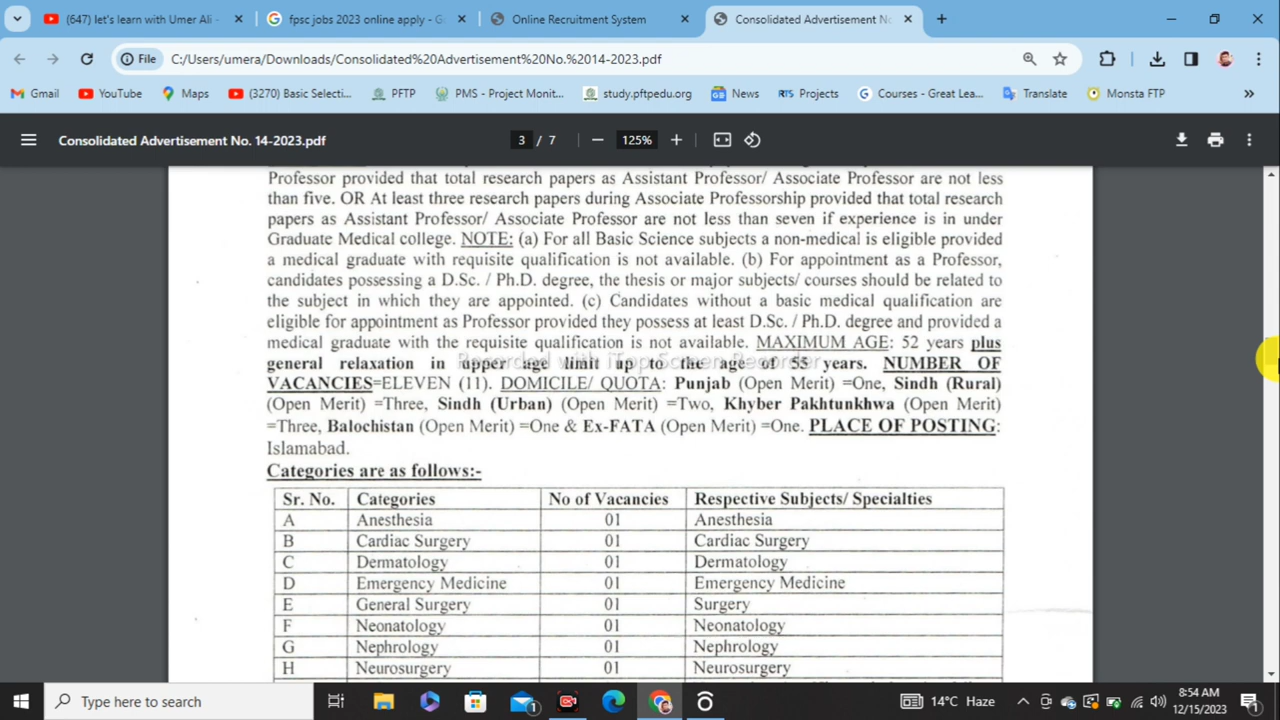 (647) let's learn with Umer Ali -
fpsc jobs 2023 online apply - Go
Online Recruitment System
Consolidated Advertisement No
File
C:/Users/umera/Downloads/Consolidated%20Advertisement%20No.%2014-2023.pdf
Gmail YouTube Maps (3270) Basic Selecti... PFTP PMS - Project Monit... study.pftpedu.org News RTS Projects Courses - Great Lea... Translate Monsta FTP »
Consolidated Advertisement No. 14-2023.pdf 3 / 7 125%
Professor provided that total research papers as Assistant Professor/ Associate Professor are not less
than five. OR At least three research papers during Associate Professorship provided that total research
papers as Assistant Professor/ Associate Professor are not less than seven if experience is in under
Graduate Medical college. NOTE: (a) For all Basic Science subjects a non-medical is eligible provided
a medical graduate with requisite qualification is not available. (b) For appointment as a Professor,
candidates possessing a D.Sc. / Ph.D. degree, the thesis or major subjects/ courses should be related to
the subject in which they are appointed. (c) Candidates without a basic medical qualification are
eligible for appointment as Professor provided they possess at least D.Sc. / Ph.D. degree and provided a
medical graduate with the requisite qualification is not available. MAXIMUM AGE: 52 years plus
general relaxation in upper age limit up to the age of 55 years. NUMBER OF
Recorded with iTop Screen Recorder
VACANCIES=ELEVEN (11). DOMICILE/ QUOTA: Punjab (Open Merit) =One, Sindh (Rural)
(Open Merit) =Three, Sindh (Urban) (Open Merit) =Two, Khyber Pakhtunkhwa (Open Merit)
=Three, Balochistan (Open Merit) =One & Ex-FATA (Open Merit) =One. PLACE OF POSTING:
Islamabad.
Categories are as follows:-
Sr. No. Categories No of Vacancies Respective Subjects/ Specialties
A Anesthesia 01 Anesthesia
B Cardiac Surgery 01 Cardiac Surgery
C Dermatology 01 Dermatology
D Emergency Medicine 01 Emergency Medicine
E General Surgery 01 Surgery
F Neonatology 01 Neonatology
G Nephrology 01 Nephrology
H Neurosurgery 01 Neurosurgery
Type here to search
1
14°C Haze
8:54 AM
12/15/2023
1